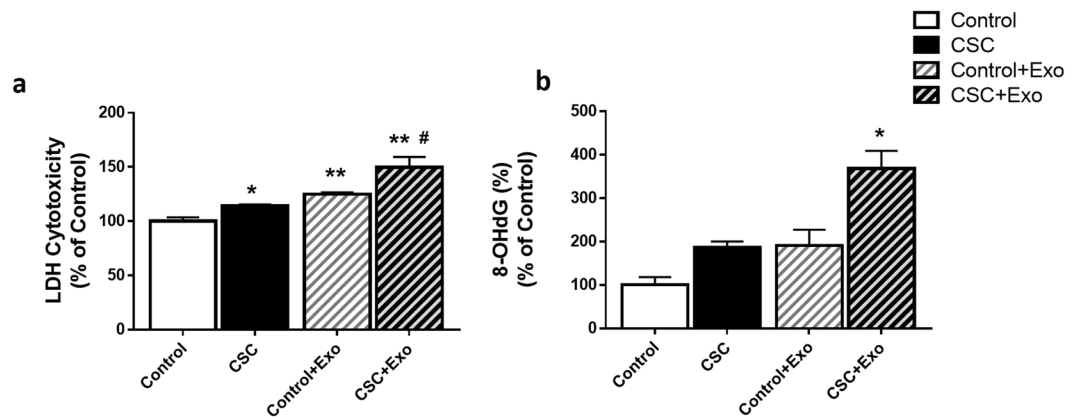 Control
CSC
Control+Exo
CSC+Exo
a
LDH Cytotoxicity
(% of Control)
200
150
100
50
0
*
**
** #
Control
CSC
Control+Exo
CSC+Exo
b
8-OHdG (%)
(% of Control)
500
400
300
200
100
0
*
Control
CSC
Control+Exo
CSC+Exo